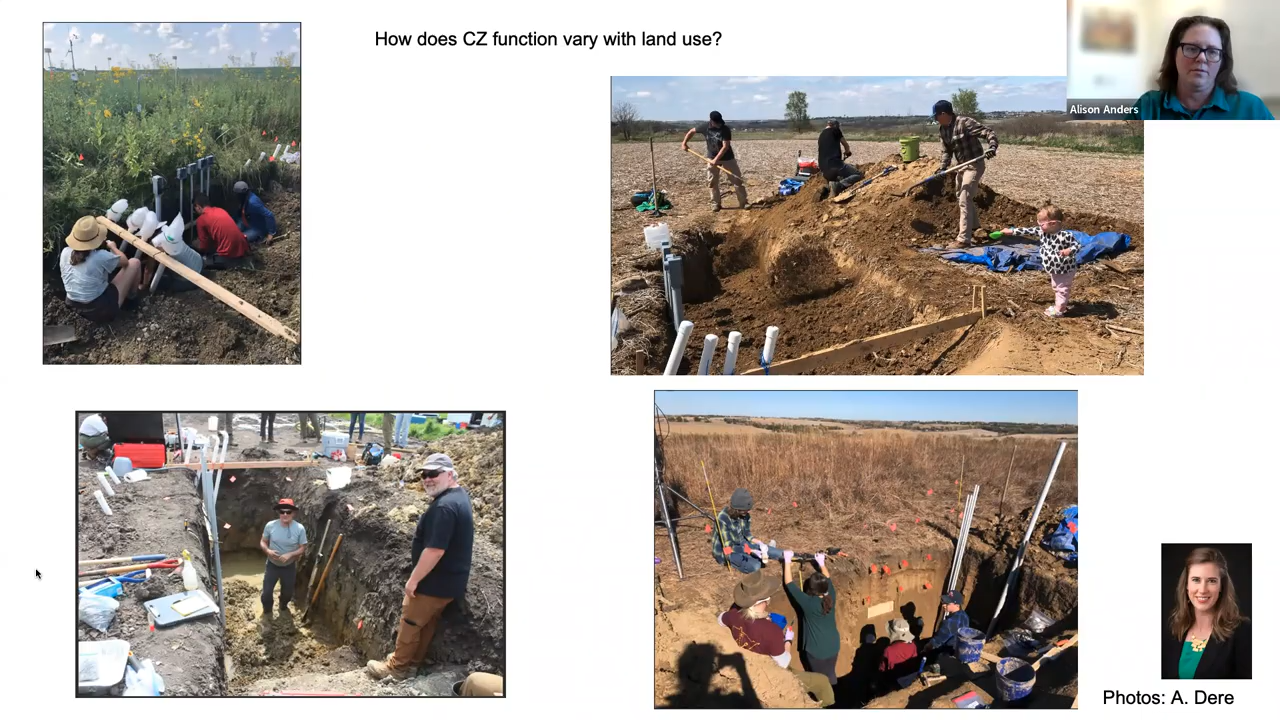 How does CZ function vary with land use?
Alison Anders
Photos: A. Dere